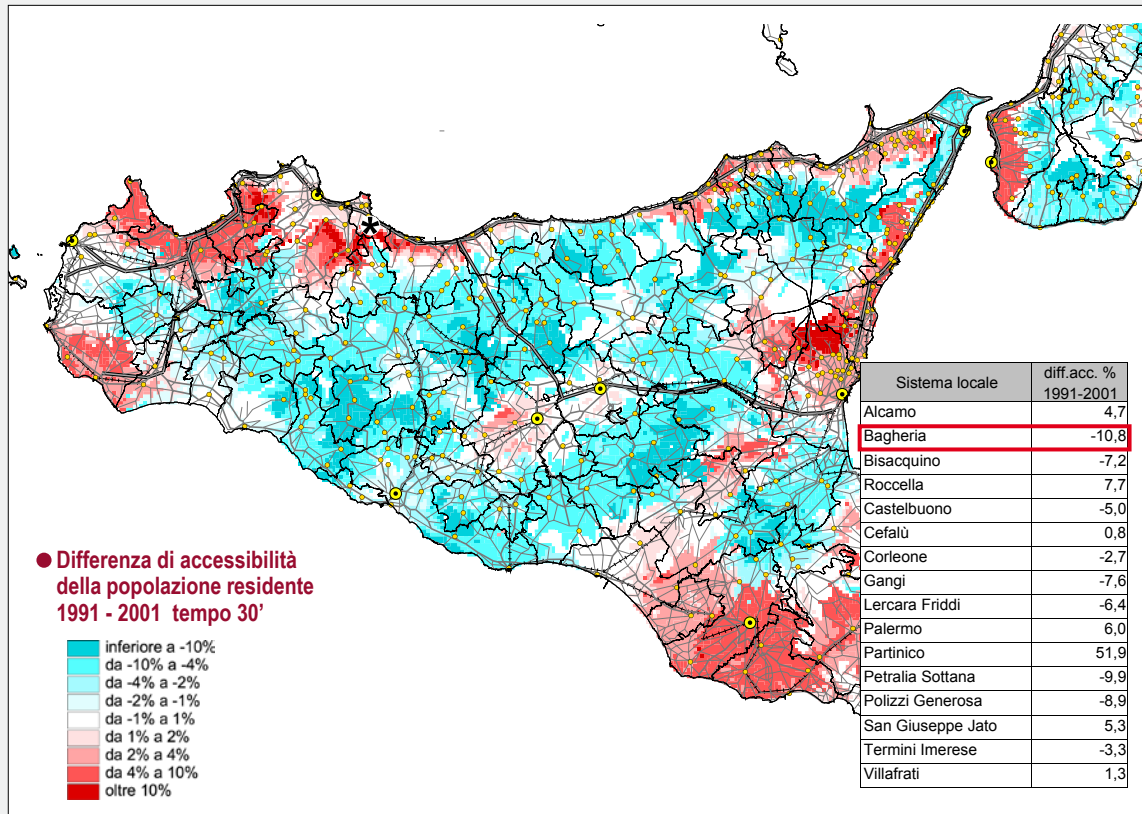 Sistema locale diff.acc. % 1991-2001
Alcamo 4,7
Bagheria -10,8
Bisacquino -7,2
Roccella 7,7
Castelbuono -5,0
Cefalù 0,8
Corleone -2,7
Gangi -7,6
Lercara Friddi -6,4
Palermo 6,0
Partinico 51,9
Petralia Sottana -9,9
Polizzi Generosa -8,9
San Giuseppe Jato 5,3
Termini Imerese -3,3
Villafrati 1,3
● Differenza di accessibilità
della popolazione residente
1991 - 2001 tempo 30’
inferiore a -10%
da -10% a -4%
da -4% a -2%
da -2% a -1%
da -1% a 1%
da 1% a 2%
da 2% a 4%
da 4% a 10%
oltre 10%